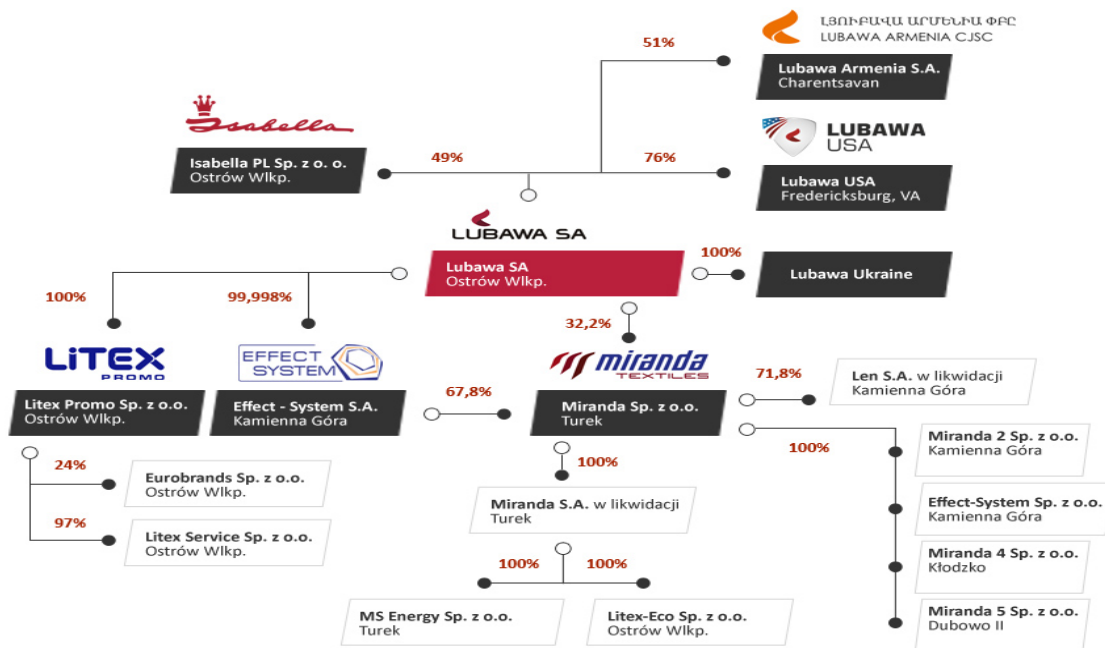 ԼՅՈՒԲԱՎԱ ԱՐՄԵՆԻԱ ՓԲԸ
LUBAWA ARMENIA CJSC
51%
Lubawa Armenia S.A.
Charentsavan
Isabella
LUBAWA
USA
Isabella PL Sp. z o. o.
Ostrów Wlkp.
49%
76%
Lubawa USA
Fredericksburg, VA
LUBAWA SA
Lubawa SA
Ostrów Wlkp.
100%
Lubawa Ukraine
100%
99,998%
32,2%
LiTEX
PROMO
EFFECT
SYSTEM
miranda
TEXTILES
71,8%
Len S.A. w likwidacji
Kamienna Góra
Litex Promo Sp. z o.o.
Ostrów Wlkp.
Effect - System S.A.
Kamienna Góra
67,8%
Miranda Sp. z o.o.
Turek
100%
Miranda 2 Sp. z o.o.
Kamienna Góra
24%
Eurobrands Sp. z o.o.
Ostrów Wlkp.
100%
Miranda S.A. w likwidacji
Turek
Effect-System Sp. z o.o.
Kamienna Góra
97%
Litex Service Sp. z o.o.
Ostrów Wlkp.
Miranda 4 Sp. z o.o.
Kłodzko
100%
100%
MS Energy Sp. z o.o.
Turek
Litex-Eco Sp. z o.o.
Ostrów Wlkp.
Miranda 5 Sp. z o.o.
Dubowo II